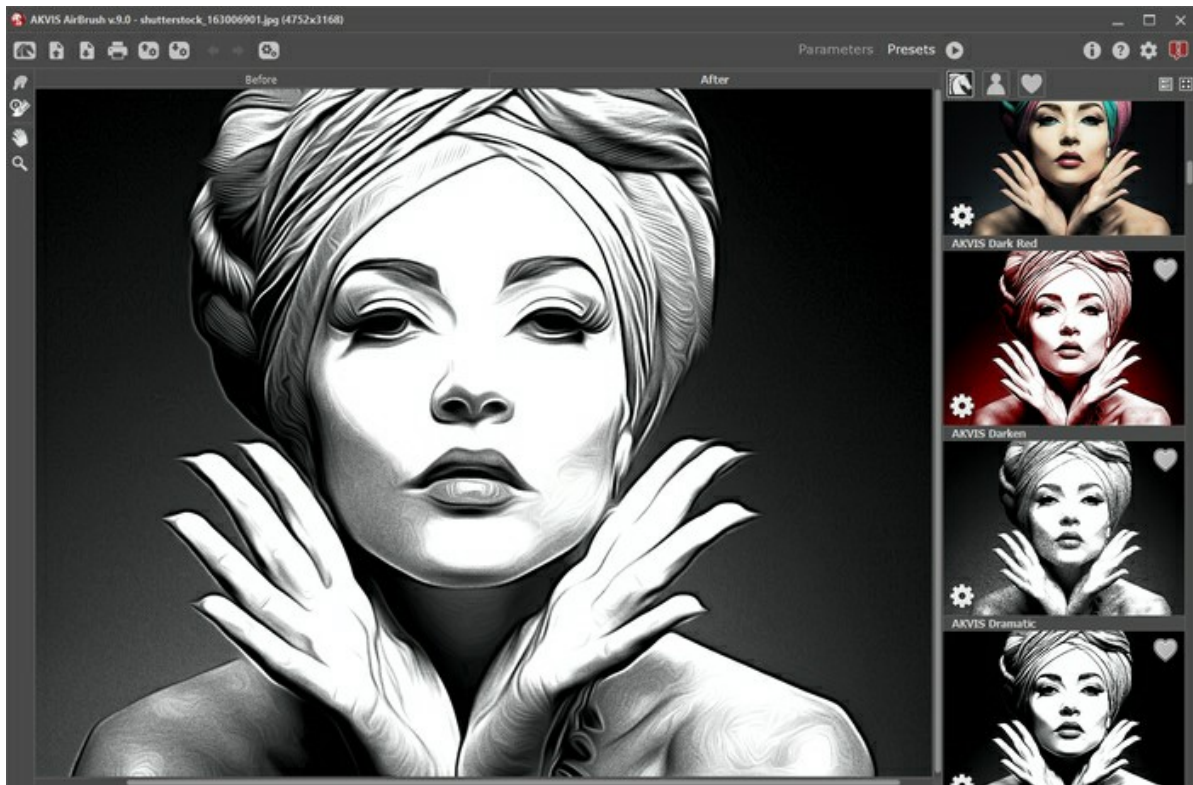 AKVIS AirBrush v.9.0 - shutterstock_163006901.jpg (4752x3168)
Parameters Presets
Before After
AKVIS Dark Red
AKVIS Darken
AKVIS Dramatic